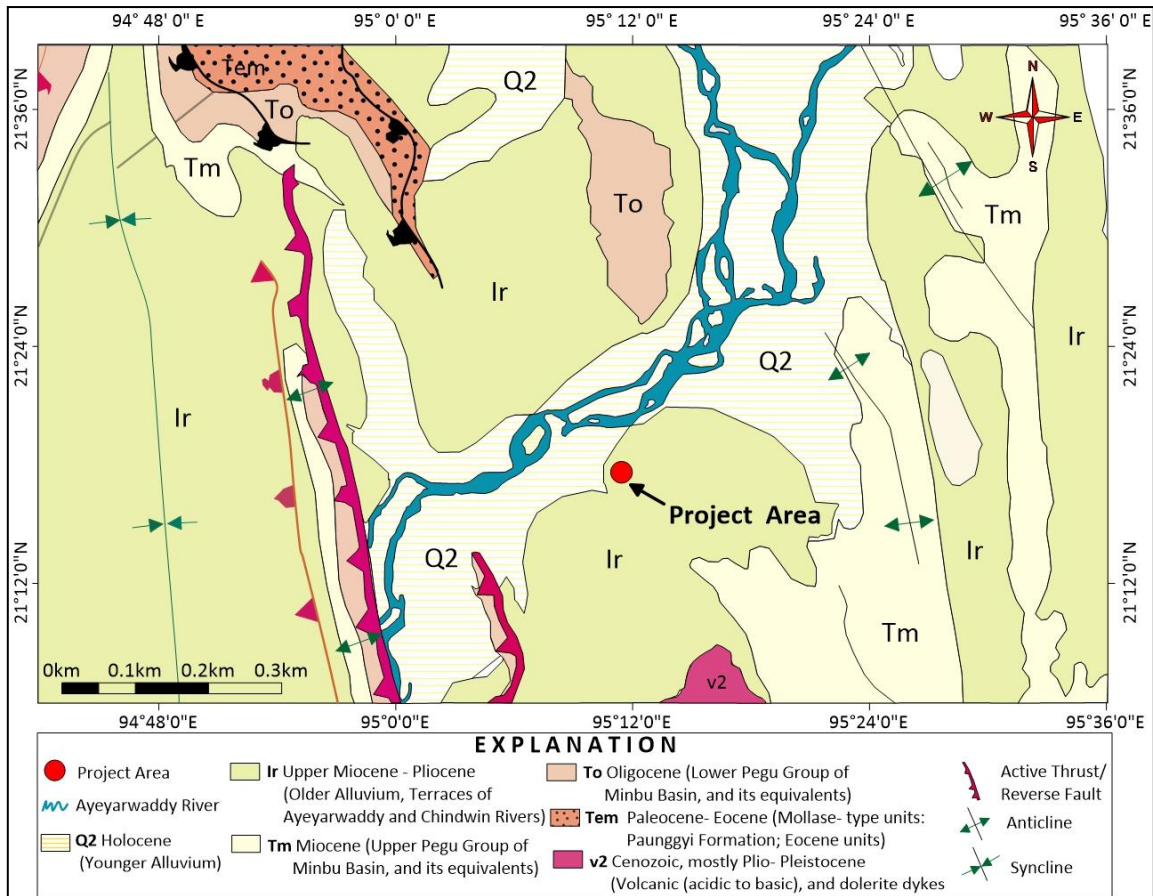 94° 48' 0" E 95° 0' 0" E 95° 12' 0" E 95° 24' 0" E 95° 36' 0" E
21°36'0"N
21°24'0"N
21°12'0"N
21°36'0"N
21°24'0"N
21°12'0"N
N
W E
S
Tem
Q2
To
Tm
To
Tm
Ir
Ir
Q2
Ir
Project Area
Q2
Ir
Ir
Tm
v2
0km 0.1km 0.2km 0.3km
94° 48' 0" E 95° 0' 0" E 95° 12' 0" E 95° 24' 0" E 95° 36' 0"E
EXPLANATION
Project Area
Ayeyarwaddy River
Q2 Holocene
(Younger Alluvium)
Ir Upper Miocene - Pliocene
(Older Alluvium, Terraces of
Ayeyarwaddy and Chindwin Rivers)
Tm Miocene (Upper Pegu Group of
Minbu Basin, and its equivalents)
To Oligocene (Lower Pegu Group of
Minbu Basin, and its equivalents)
Tem Paleocene- Eocene (Mollase- type units:
Paunggyi Formation; Eocene units)
v2 Cenozoic, mostly Plio- Pleistocene
(Volcanic (acidic to basic), and dolerite dykes
Active Thrust/
Reverse Fault
Anticline
Syncline